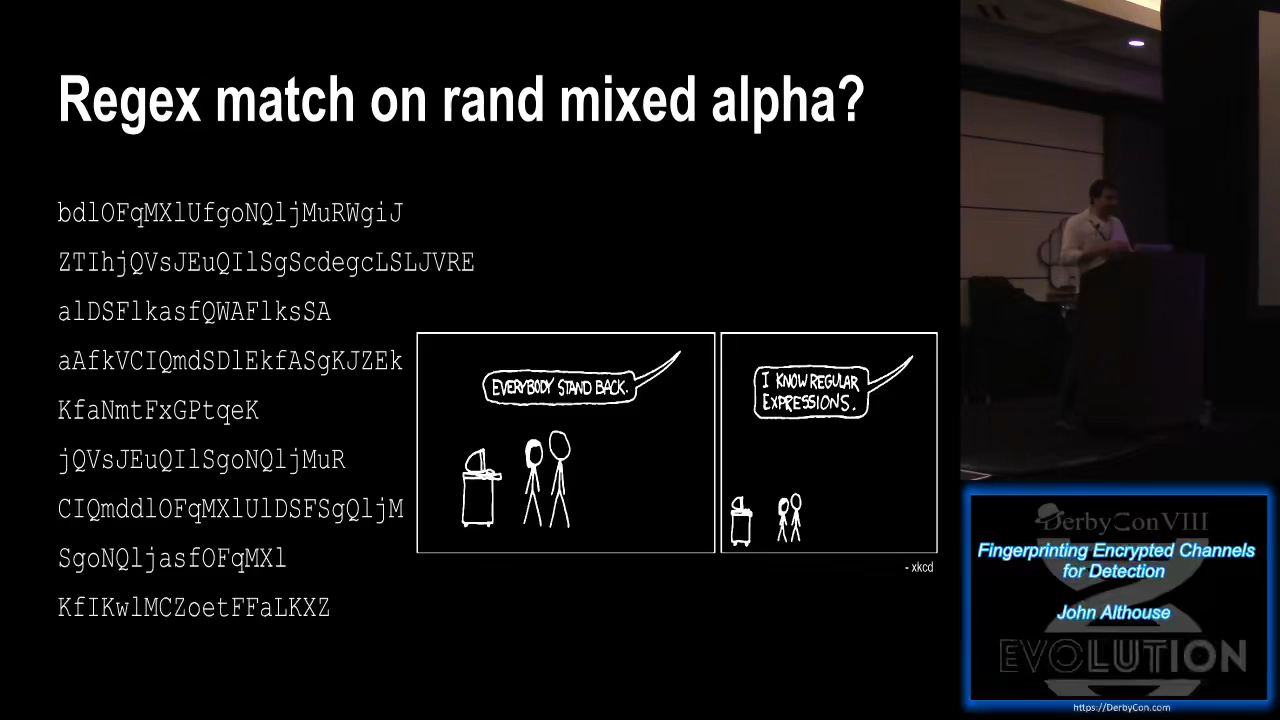 Regex match on rand mixed alpha?
bdlOFqMXlUfgoNQljMuRWgiJ
ZTIhjQVsJEuQIlSgScdegcLSLJVRE
alDSFlkasfQWAFlksSA
aAfkVCIQmdSDlEkfASgKJZEk
KfaNmtFxGPtqeK
jQVsJEuQIlSgoNQljMuR
CIQmddlOFqMXlUlDSFSgQljM
SgoNQljasfOFqMXl
KfIKwlMCZoetFFaLKXZ
EVERYBODY STAND BACK.
I KNOW REGULAR
EXPRESSIONS.
- xkcd
DerbyCon VIII
Fingerprinting Encrypted Channels
for Detection
John Althouse
EVOLUTION
https://DerbyCon.com